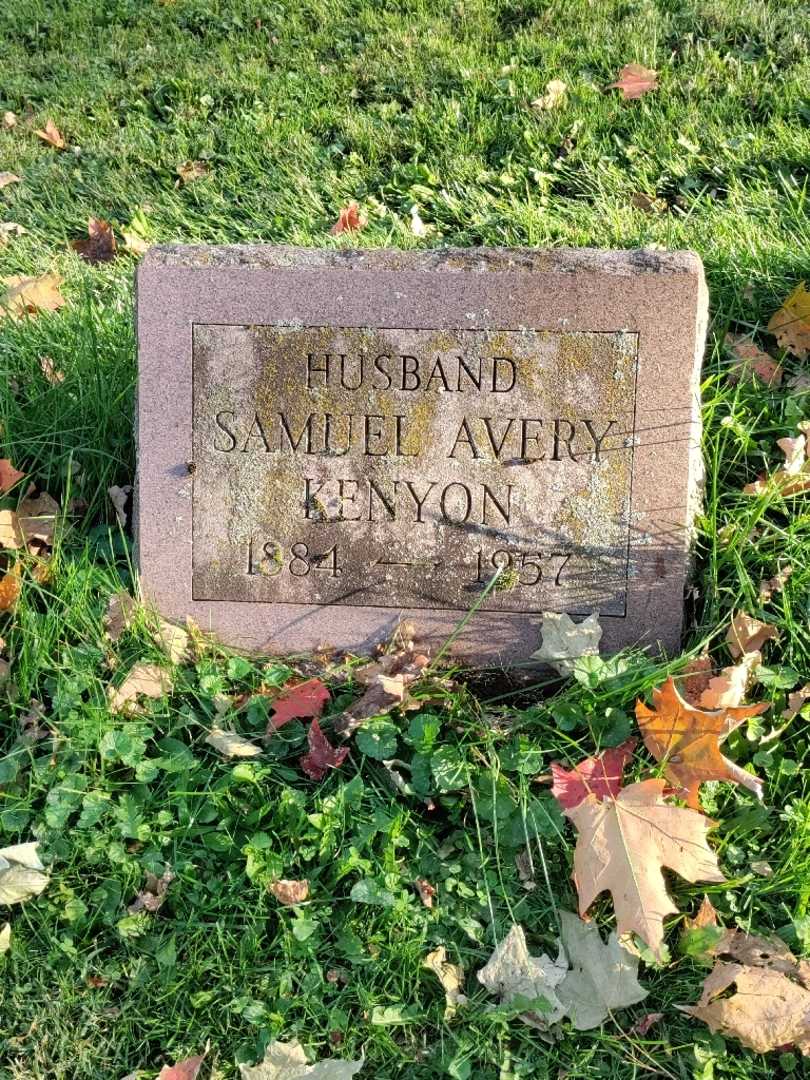 HUSBAND
SAMUEL AVERY
KENYON
1884 — 1957